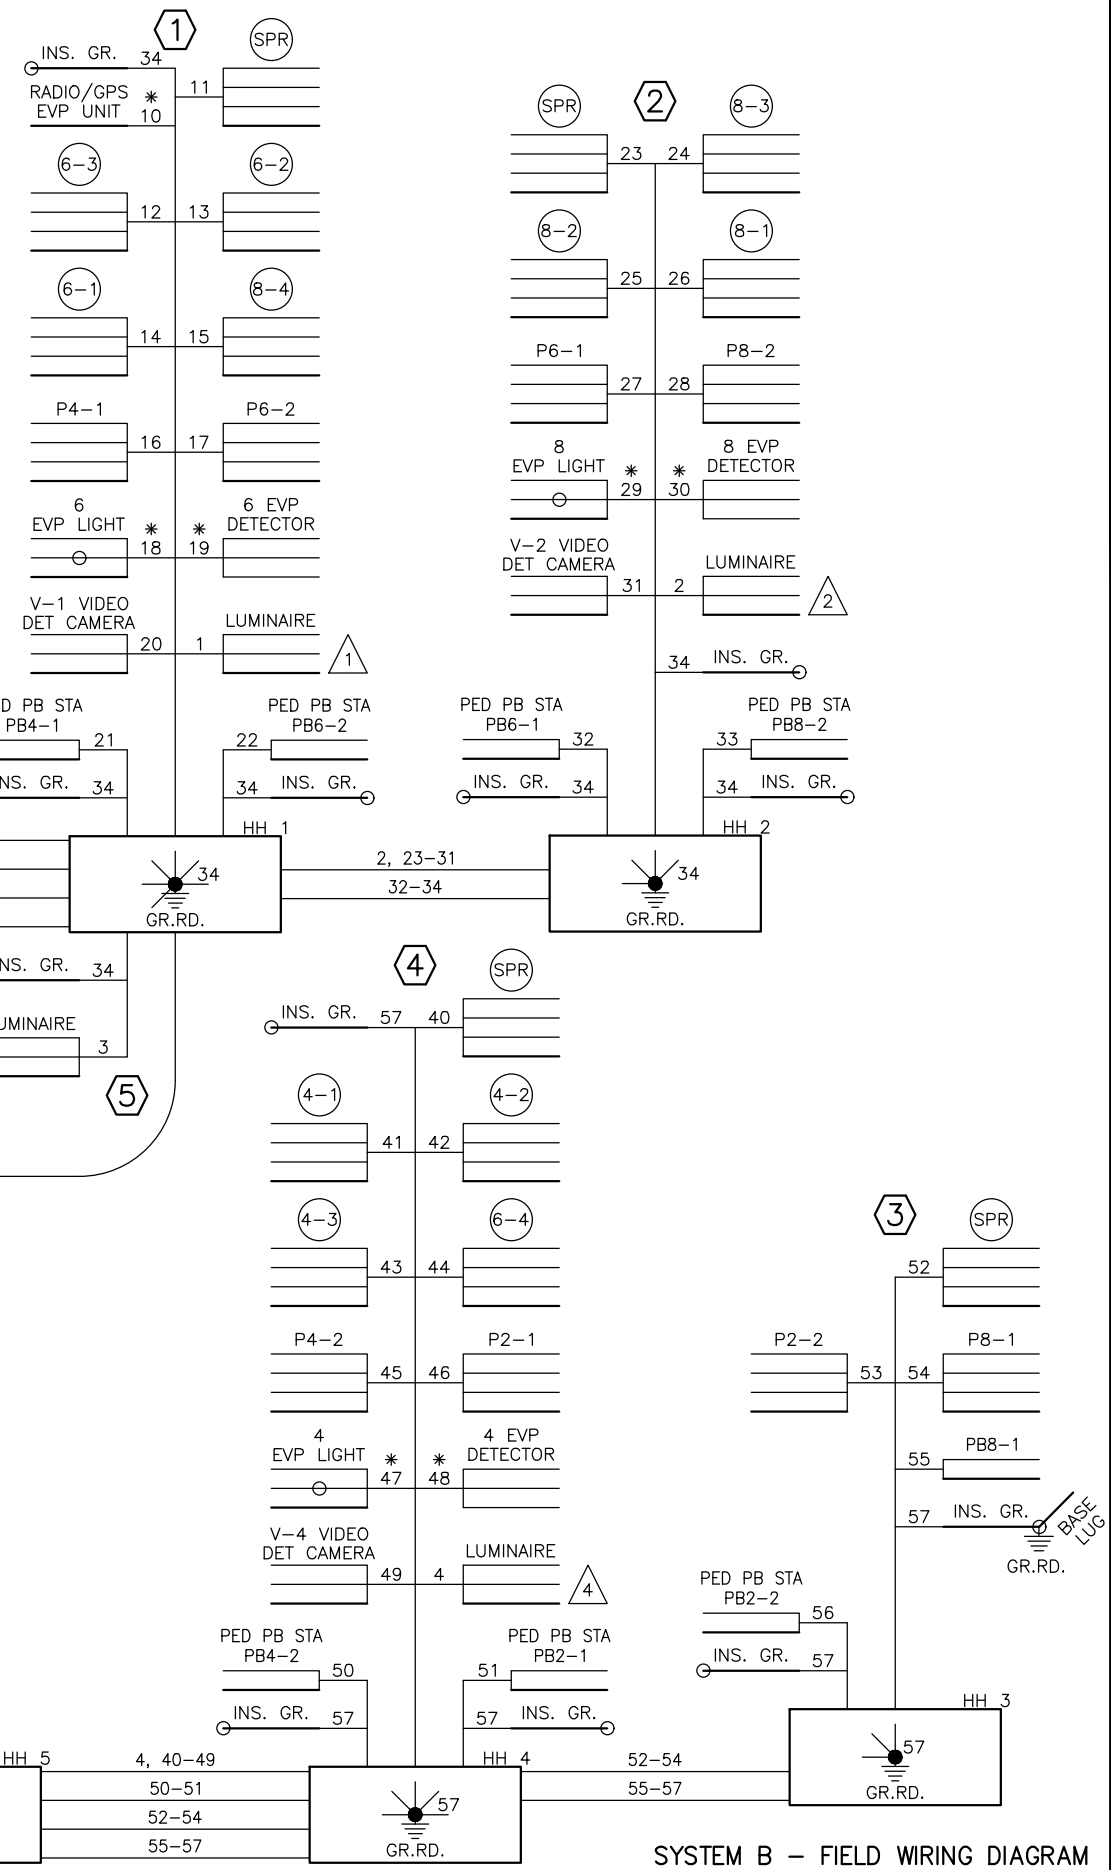 1
SPR
INS. GR. 34
11
RADIO/GPS
EVP UNIT
*
10
6-3
6-2
12 13
6-1
8-4
14 15
P4-1
P6-2
16 17
6
EVP LIGHT
6 EVP
DETECTOR
* *
18 19
V-1 VIDEO
DET CAMERA
LUMINAIRE
20 1
1
D PB STA
PB4-1
21
NS. GR. 34
PED PB STA
PB6-2
22
34 INS. GR.
HH 1
34
GR.RD.
2
SPR
8-3
23 24
8-2
8-1
25 26
P6-1
P8-2
27 28
8
EVP LIGHT
8 EVP
DETECTOR
* *
29 30
V-2 VIDEO
DET CAMERA
LUMINAIRE
31 2
2
34 INS. GR.
PED PB STA
PB6-1
32
INS. GR. 34
PED PB STA
PB8-2
33
34 INS. GR.
HH 2
2, 23-31
32-34
34
GR.RD.
NS. GR. 34
UMINAIRE
3
5
4
SPR
INS. GR. 57 40
4-1
4-2
41 42
4-3
6-4
43 44
P4-2
P2-1
45 46
4
EVP LIGHT
4 EVP
DETECTOR
* *
47 48
V-4 VIDEO
DET CAMERA
LUMINAIRE
49 4
4
PED PB STA
PB4-2
50
INS. GR. 57
PED PB STA
PB2-1
51
57 INS. GR.
3
SPR
52
P2-2
P8-1
53 54
PB8-1
55
57 INS. GR.
BASE
LUG
GR.RD.
PED PB STA
PB2-2
56
INS. GR. 57
HH 3
57
GR.RD.
HH 5
4, 40-49
50-51
52-54
55-57
HH 4
57
GR.RD.
52-54
55-57
SYSTEM B - FIELD WIRING DIAGRAM